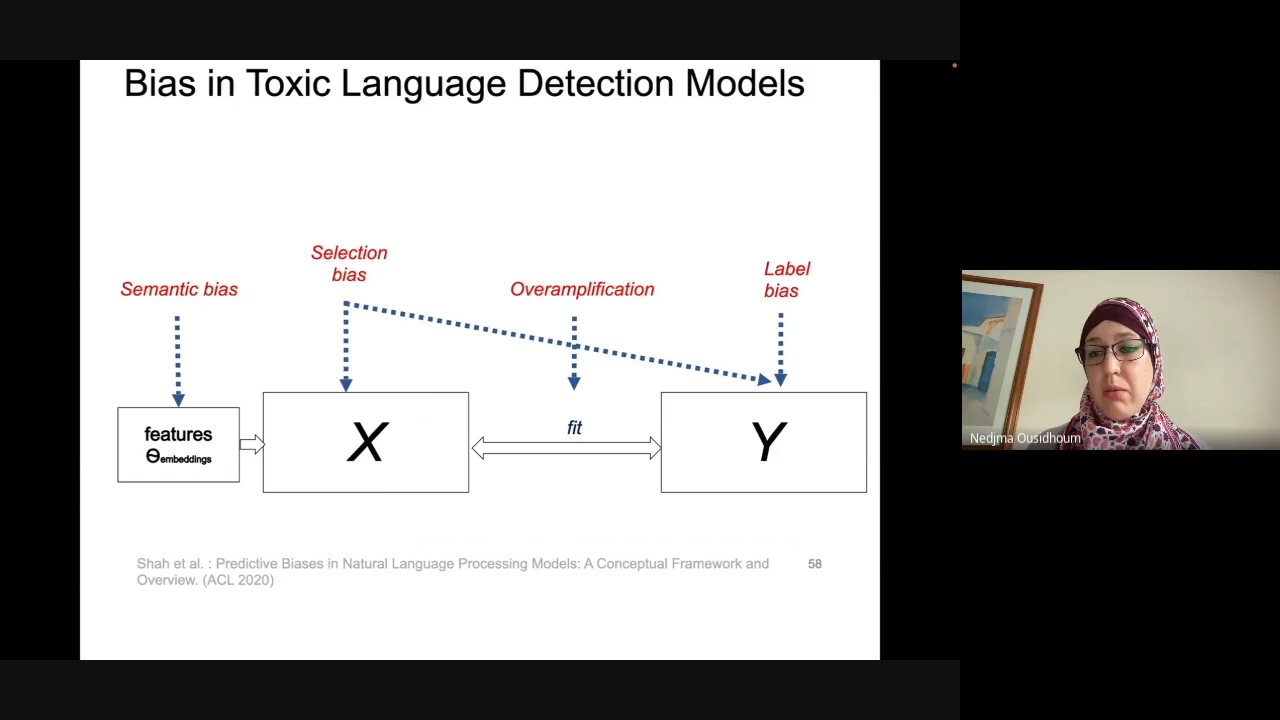 Bias in Toxic Language Detection Models
Selection
bias
Semantic bias
Overamplification
Label
bias
features
Θembeddings
X
fit
Y
Shah et al. : Predictive Biases in Natural Language Processing Models: A Conceptual Framework and
Overview. (ACL 2020)
58
Nedjma Ousidhoum